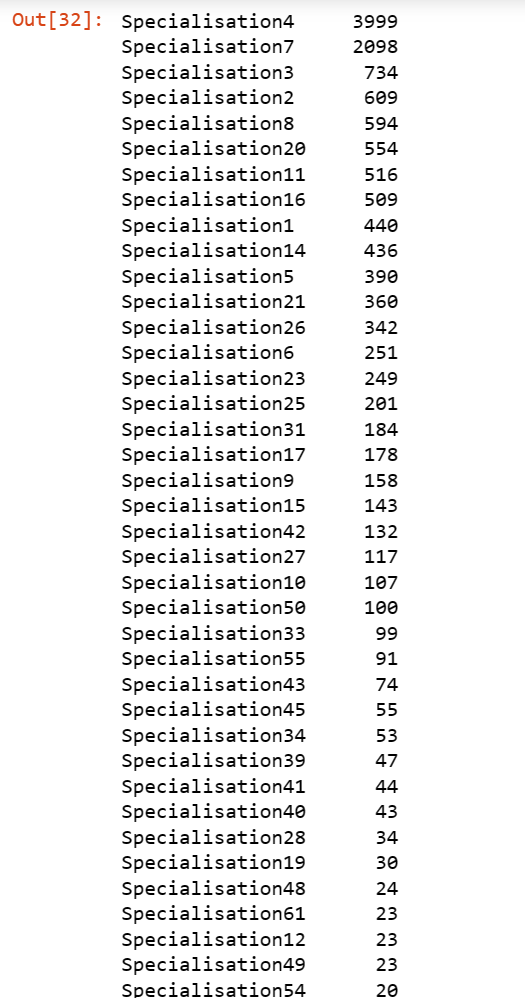 Out[32]: Specialisation4 3999
Specialisation7 2098
Specialisation3 734
Specialisation2 609
Specialisation8 594
Specialisation20 554
Specialisation11 516
Specialisation16 509
Specialisation1 440
Specialisation14 436
Specialisation5 390
Specialisation21 360
Specialisation26 342
Specialisation6 251
Specialisation23 249
Specialisation25 201
Specialisation31 184
Specialisation17 178
Specialisation9 158
Specialisation15 143
Specialisation42 132
Specialisation27 117
Specialisation10 107
Specialisation50 100
Specialisation33 99
Specialisation55 91
Specialisation43 74
Specialisation45 55
Specialisation34 53
Specialisation39 47
Specialisation41 44
Specialisation40 43
Specialisation28 34
Specialisation19 30
Specialisation48 24
Specialisation61 23
Specialisation12 23
Specialisation49 23
Specialisation54 20